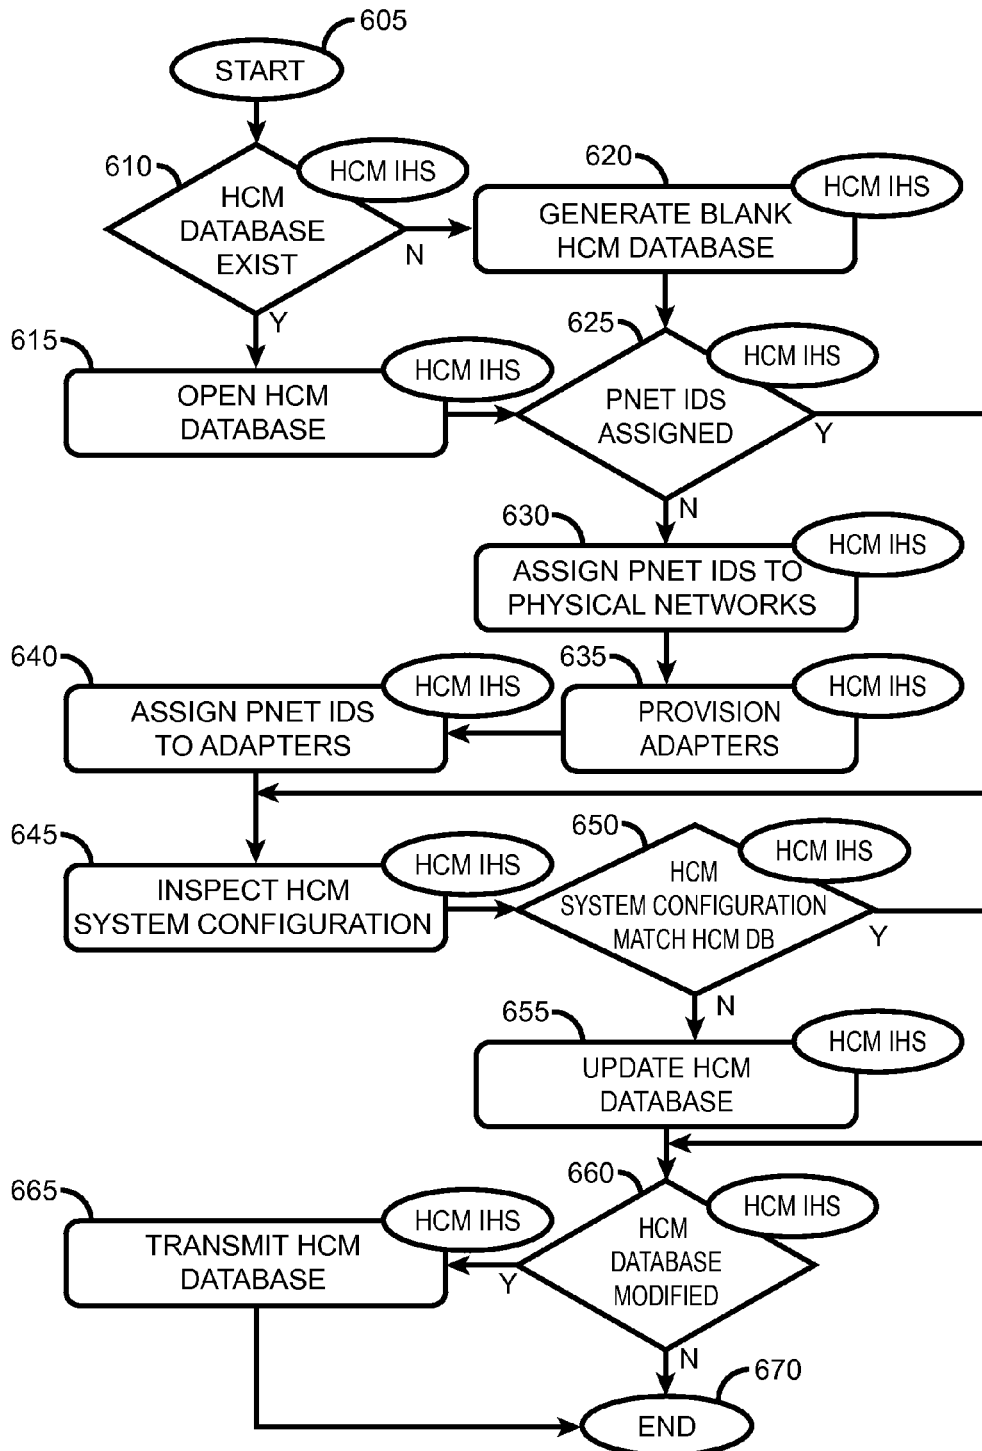 605
START
610
HCM IHS
HCM
DATABASE
EXIST
N
Y
620
HCM IHS
GENERATE BLANK
HCM DATABASE
615
HCM IHS
OPEN HCM
DATABASE
625
HCM IHS
PNET IDS
ASSIGNED
Y
N
630
HCM IHS
ASSIGN PNET IDS TO
PHYSICAL NETWORKS
635
HCM IHS
PROVISION
ADAPTERS
640
HCM IHS
ASSIGN PNET IDS
TO ADAPTERS
645
HCM IHS
INSPECT HCM
SYSTEM CONFIGURATION
650
HCM IHS
HCM
SYSTEM CONFIGURATION
MATCH HCM DB
Y
N
655
HCM IHS
UPDATE HCM
DATABASE
660
HCM IHS
HCM
DATABASE
MODIFIED
Y
N
665
HCM IHS
TRANSMIT HCM
DATABASE
670
END